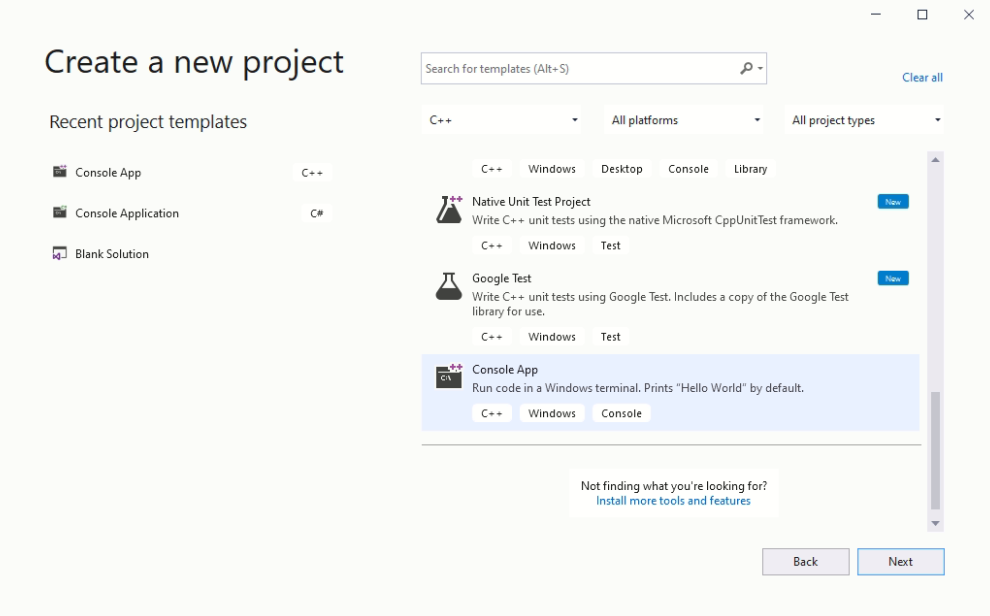 Create a new project
Search for templates (Alt+S)
Clear all
Recent project templates
C++
All platforms
All project types
Console App
C++
Console Application
C#
Blank Solution
C++ Windows Desktop Console Library
Native Unit Test Project
New
Write C++ unit tests using the native Microsoft CppUnitTest framework.
C++ Windows Test
Google Test
New
Write C++ unit tests using Google Test. Includes a copy of the Google Test
library for use.
C++ Windows Test
Console App
Run code in a Windows terminal. Prints "Hello World" by default.
C++ Windows Console
Not finding what you're looking for?
Install more tools and features
Back
Next